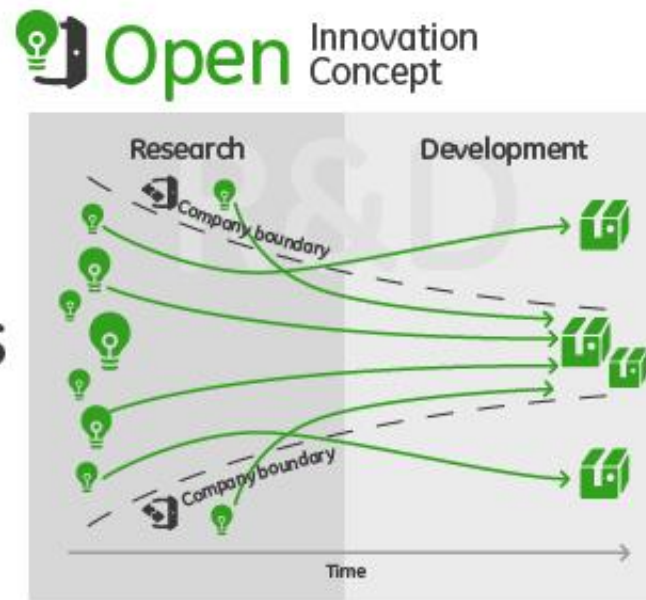 Open
Innovation
Concept
Research
Development
R&D
Company boundary
S
Company boundary
Time